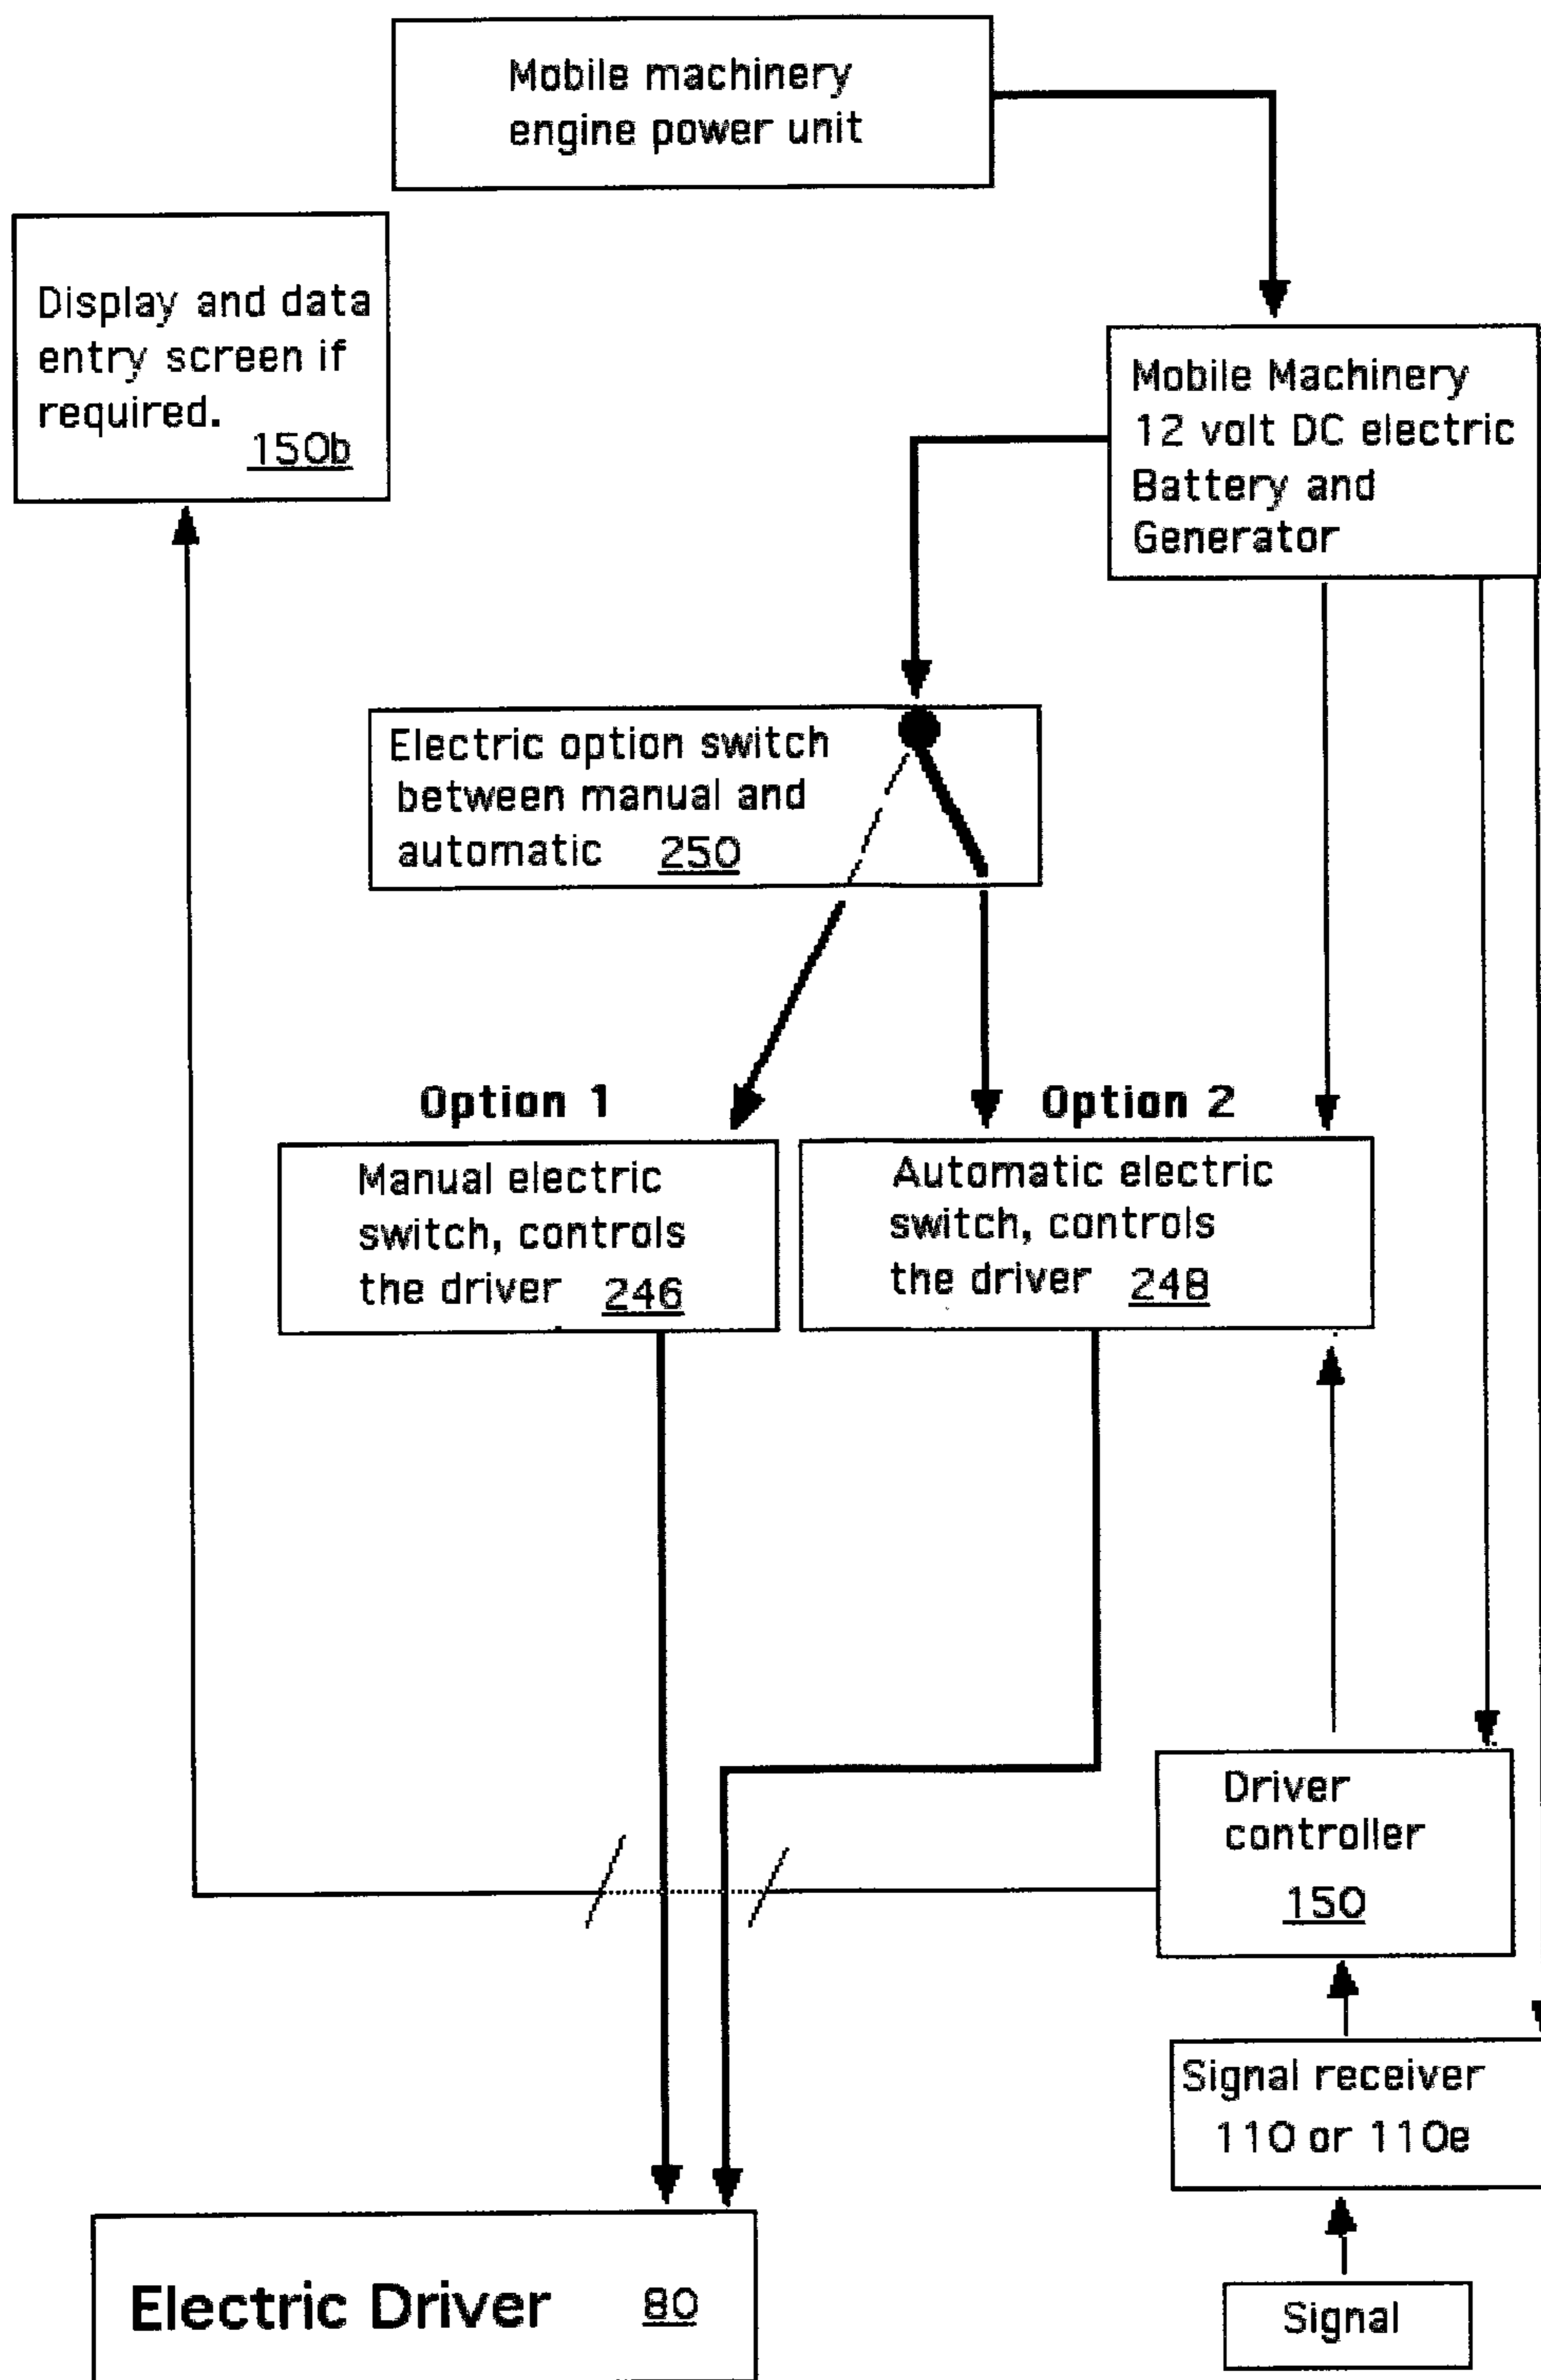 Mobile machinery
engine power unit
Display and data
entry screen if
required.
150b
Mobile Machinery
12 volt DC electric
Battery and
Generator
Electric option switch
between manual and
automatic 250
Option 1
Option 2
Manual electric
switch, controls
the driver 246
Automatic electric
switch, controls
the driver 248
Driver
controller
150
Signal receiver
110 or 110e
Electric Driver 80
Signal